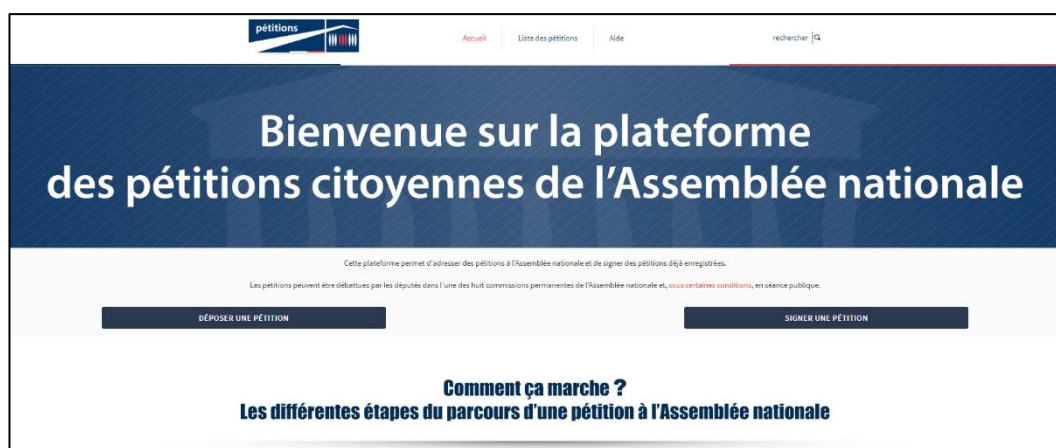 pétitions
Accueil
Liste des pétitions
Aide
rechercher
Bienvenue sur la plateforme
des pétitions citoyennes de l'Assemblée nationale
Cette plateforme permet d'adresser des pétitions à l'Assemblée nationale et de signer des pétitions déjà enregistrées.
Les pétitions peuvent être débattues par les députés dans l'une des huit commissions permanentes de l'Assemblée nationale et, sous certaines conditions, en séance publique.
DÉPOSER UNE PÉTITION
SIGNER UNE PÉTITION
Comment ça marche ?
Les différentes étapes du parcours d'une pétition à l'Assemblée nationale